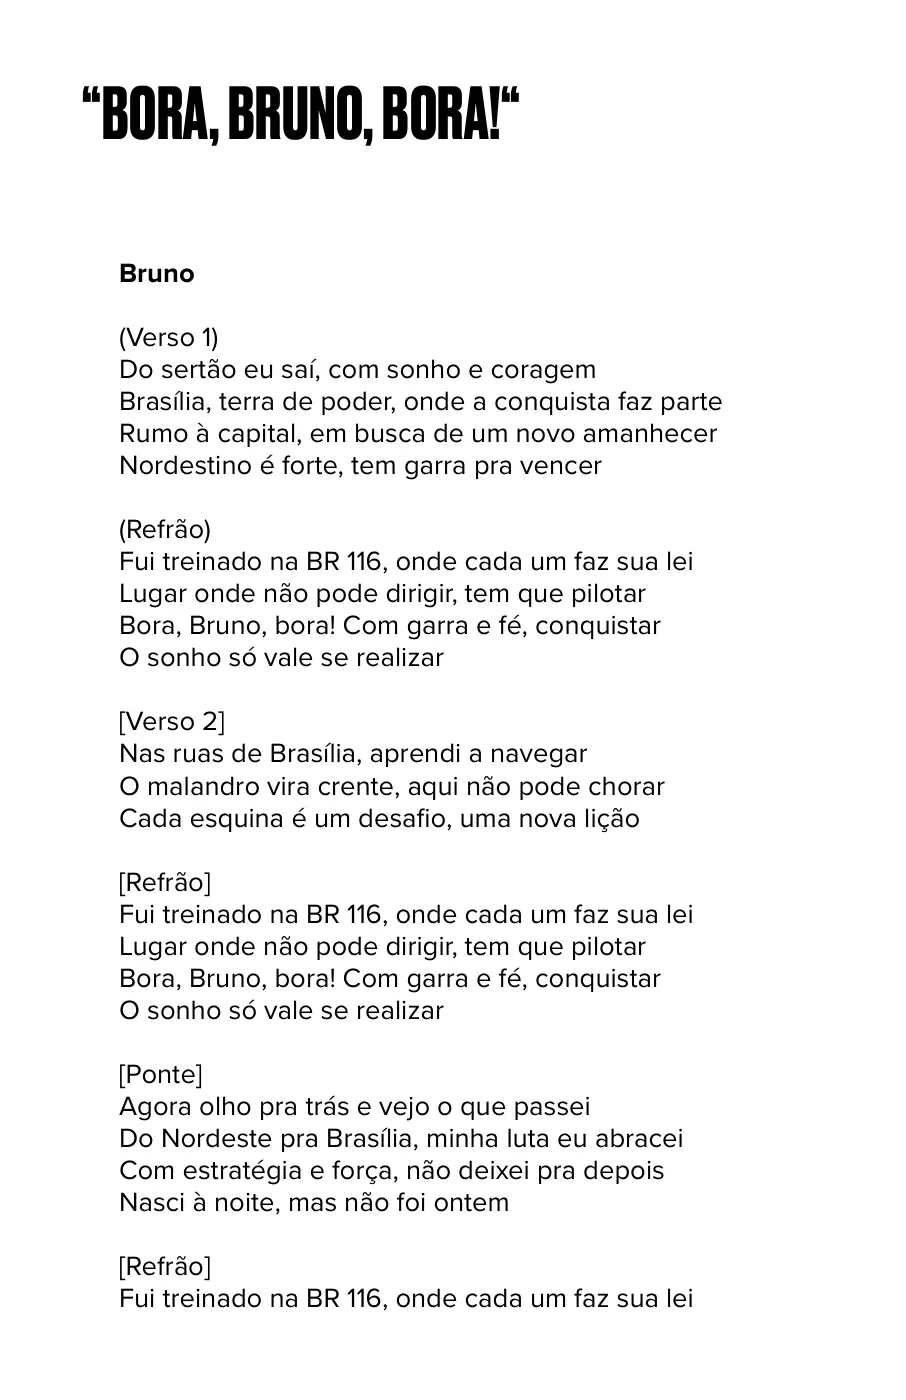 “BORA, BRUNO, BORA!“
Bruno
(Verso 1)
Do sertão eu saí, com sonho e coragem
Brasília, terra de poder, onde a conquista faz parte
Rumo à capital, em busca de um novo amanhecer
Nordestino é forte, tem garra pra vencer
(Refrão)
Fui treinado na BR 116, onde cada um faz sua lei
Lugar onde não pode dirigir, tem que pilotar
Bora, Bruno, bora! Com garra e fé, conquistar
O sonho só vale se realizar
[Verso 2]
Nas ruas de Brasília, aprendi a navegar
O malandro vira crente, aqui não pode chorar
Cada esquina é um desafio, uma nova lição
[Refrão]
Fui treinado na BR 116, onde cada um faz sua lei
Lugar onde não pode dirigir, tem que pilotar
Bora, Bruno, bora! Com garra e fé, conquistar
O sonho só vale se realizar
[Ponte]
Agora olho pra trás e vejo o que passei
Do Nordeste pra Brasília, minha luta eu abracei
Com estratégia e força, não deixei pra depois
Nasci à noite, mas não foi ontem
[Refrão]
Fui treinado na BR 116, onde cada um faz sua lei